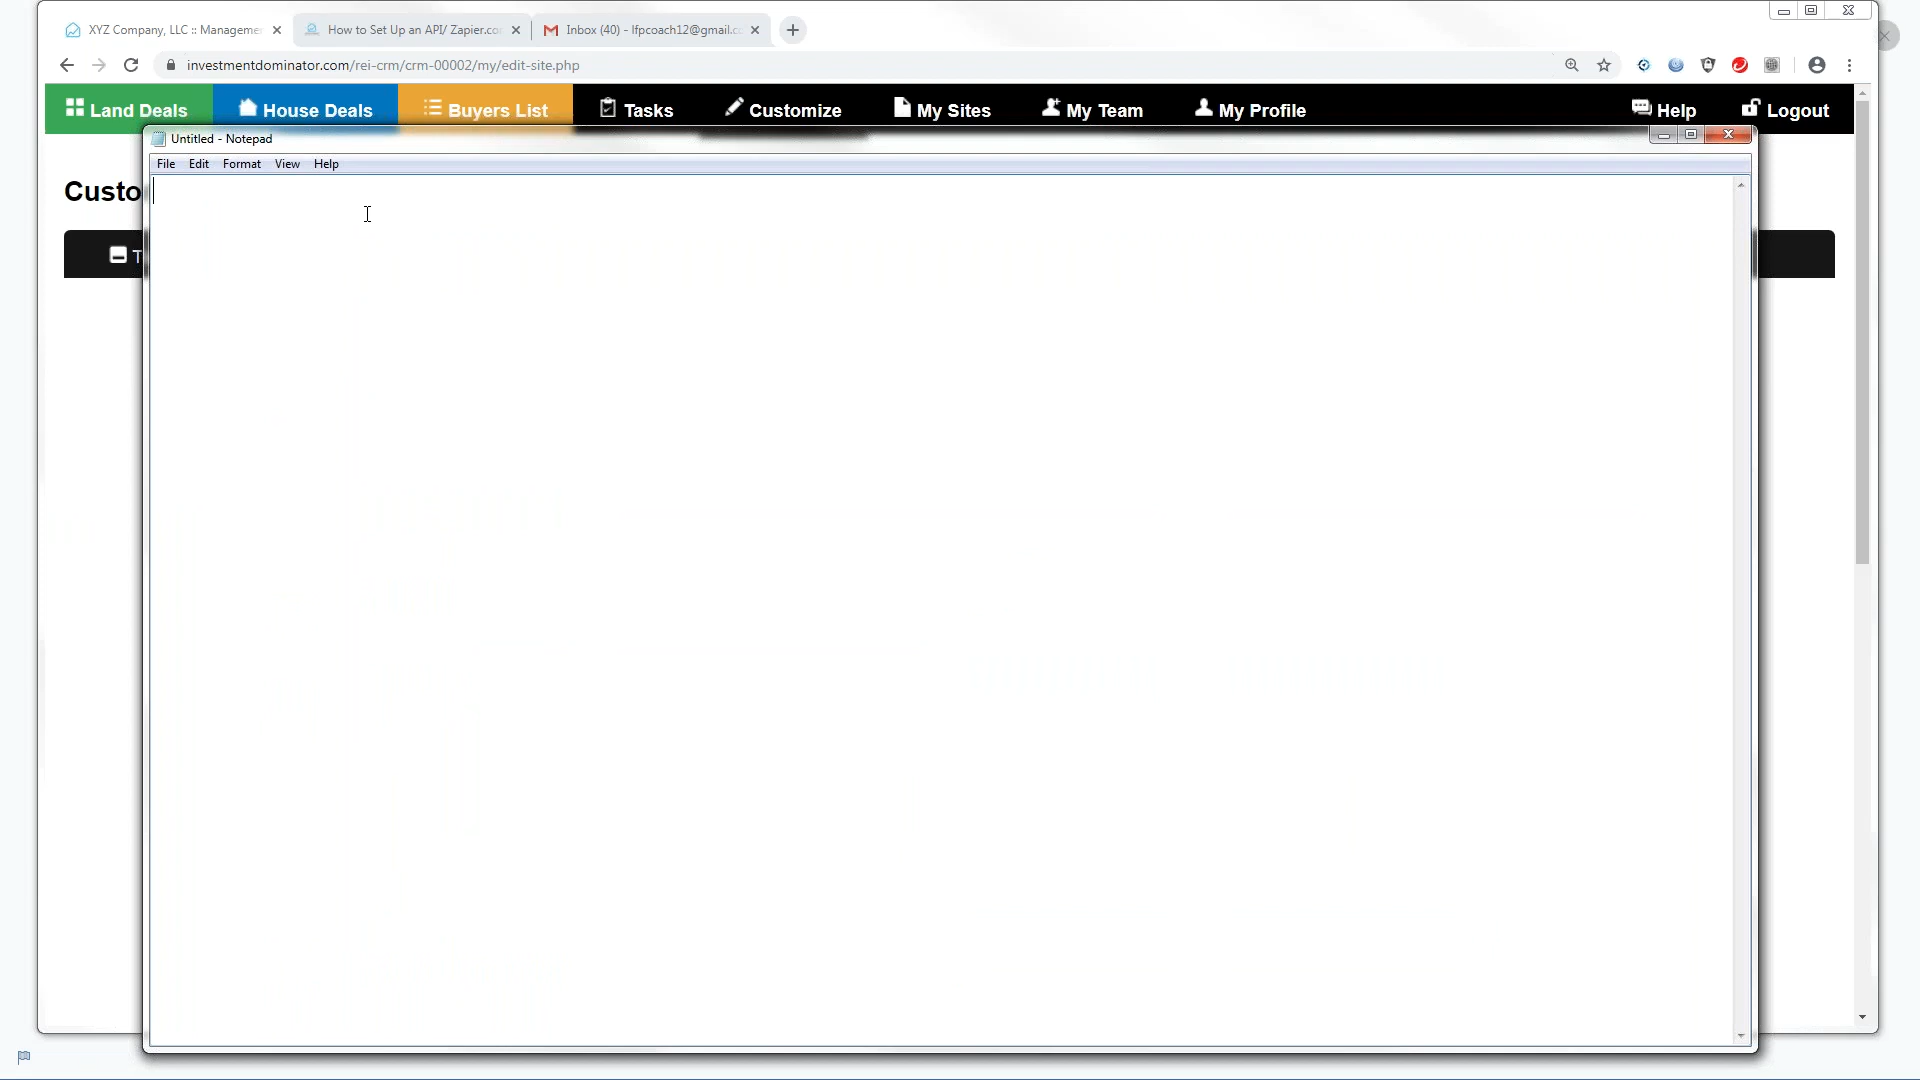 XYZ Company, LLC :: Manageme
How to Set Up an API/ Zapier.co
Inbox (40) - lfpcoach12@gmail.c
investmentdominator.com/rei-crm/crm-00002/my/edit-site.php
Land Deals
House Deals
Buyers List
Tasks
Customize
My Sites
My Team
My Profile
Help
Logout
Untitled - Notepad
File Edit Format View Help
Custo
T